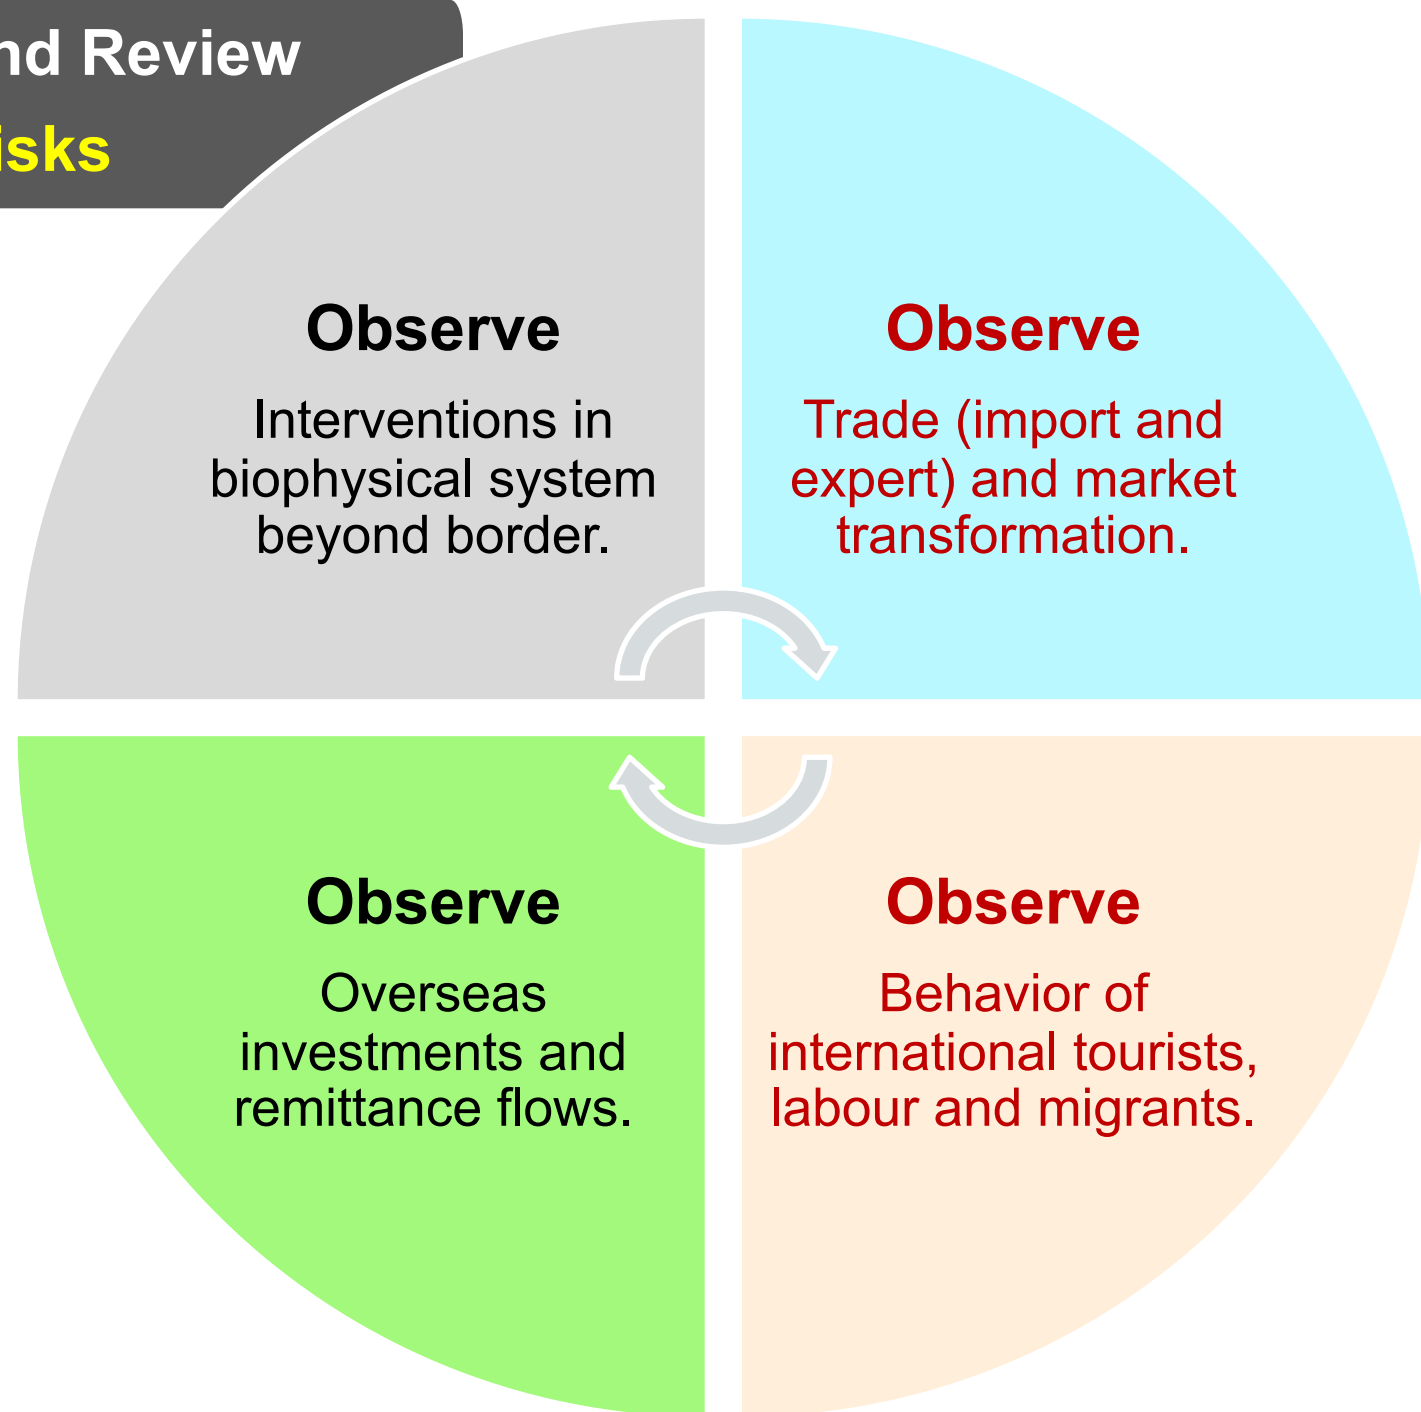 nd Review
isks
Observe
Interventions in
biophysical system
beyond border.
Observe
Trade (import and
expert) and market
transformation.
Observe
Overseas
investments and
remittance flows.
Observe
Behavior of
international tourists,
labour and migrants.